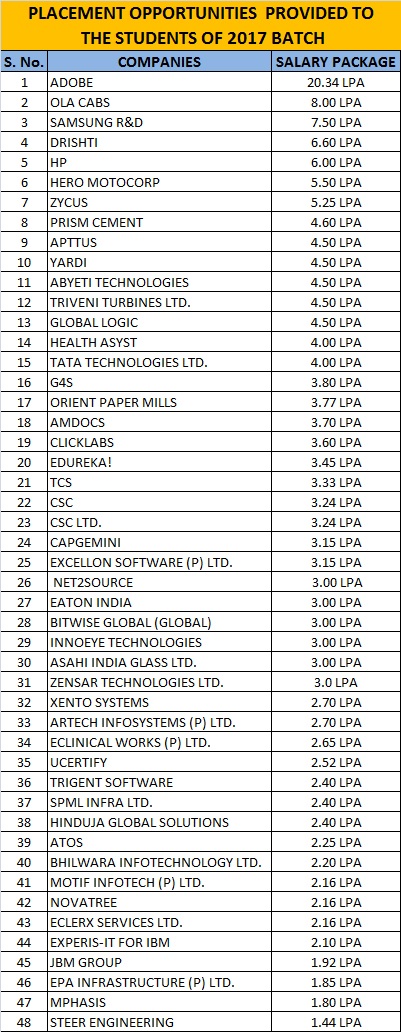 PLACEMENT OPPORTUNITIES PROVIDED TO
THE STUDENTS OF 2017 BATCH
S. No. COMPANIES SALARY PACKAGE
1 ADOBE 20.34 LPA
2 OLA CABS 8.00 LPA
3 SAMSUNG R&D 7.50 LPA
4 DRISHTI 6.60 LPA
5 HP 6.00 LPA
6 HERO MOTOCORP 5.50 LPA
7 ZYCUS 5.25 LPA
8 PRISM CEMENT 4.60 LPA
9 APTTUS 4.50 LPA
10 YARDI 4.50 LPA
11 ABYETI TECHNOLOGIES 4.50 LPA
12 TRIVENI TURBINES LTD. 4.50 LPA
13 GLOBAL LOGIC 4.50 LPA
14 HEALTH ASYST 4.00 LPA
15 TATA TECHNOLOGIES LTD. 4.00 LPA
16 G4S 3.80 LPA
17 ORIENT PAPER MILLS 3.77 LPA
18 AMDOCS 3.70 LPA
19 CLICKLABS 3.60 LPA
20 EDUREKA! 3.45 LPA
21 TCS 3.33 LPA
22 CSC 3.24 LPA
23 CSC LTD. 3.24 LPA
24 CAPGEMINI 3.15 LPA
25 EXCELLON SOFTWARE (P) LTD. 3.15 LPA
26 NET2SOURCE 3.00 LPA
27 EATON INDIA 3.00 LPA
28 BITWISE GLOBAL (GLOBAL) 3.00 LPA
29 INNOEYE TECHNOLOGIES 3.00 LPA
30 ASAHI INDIA GLASS LTD. 3.00 LPA
31 ZENSAR TECHNOLOGIES LTD. 3.0 LPA
32 XENTO SYSTEMS 2.70 LPA
33 ARTECH INFOSYSTEMS (P) LTD. 2.70 LPA
34 ECLINICAL WORKS (P) LTD. 2.65 LPA
35 UCERTIFY 2.52 LPA
36 TRIGENT SOFTWARE 2.40 LPA
37 SPML INFRA LTD. 2.40 LPA
38 HINDUJA GLOBAL SOLUTIONS 2.40 LPA
39 ATOS 2.25 LPA
40 BHILWARA INFOTECHNOLOGY LTD. 2.20 LPA
41 MOTIF INFOTECH (P) LTD. 2.16 LPA
42 NOVATREE 2.16 LPA
43 ECLERX SERVICES LTD. 2.16 LPA
44 EXPERIS-IT FOR IBM 2.10 LPA
45 JBM GROUP 1.92 LPA
46 EPA INFRASTRUCTURE (P) LTD. 1.85 LPA
47 MPHASIS 1.80 LPA
48 STEER ENGINEERING 1.44 LPA